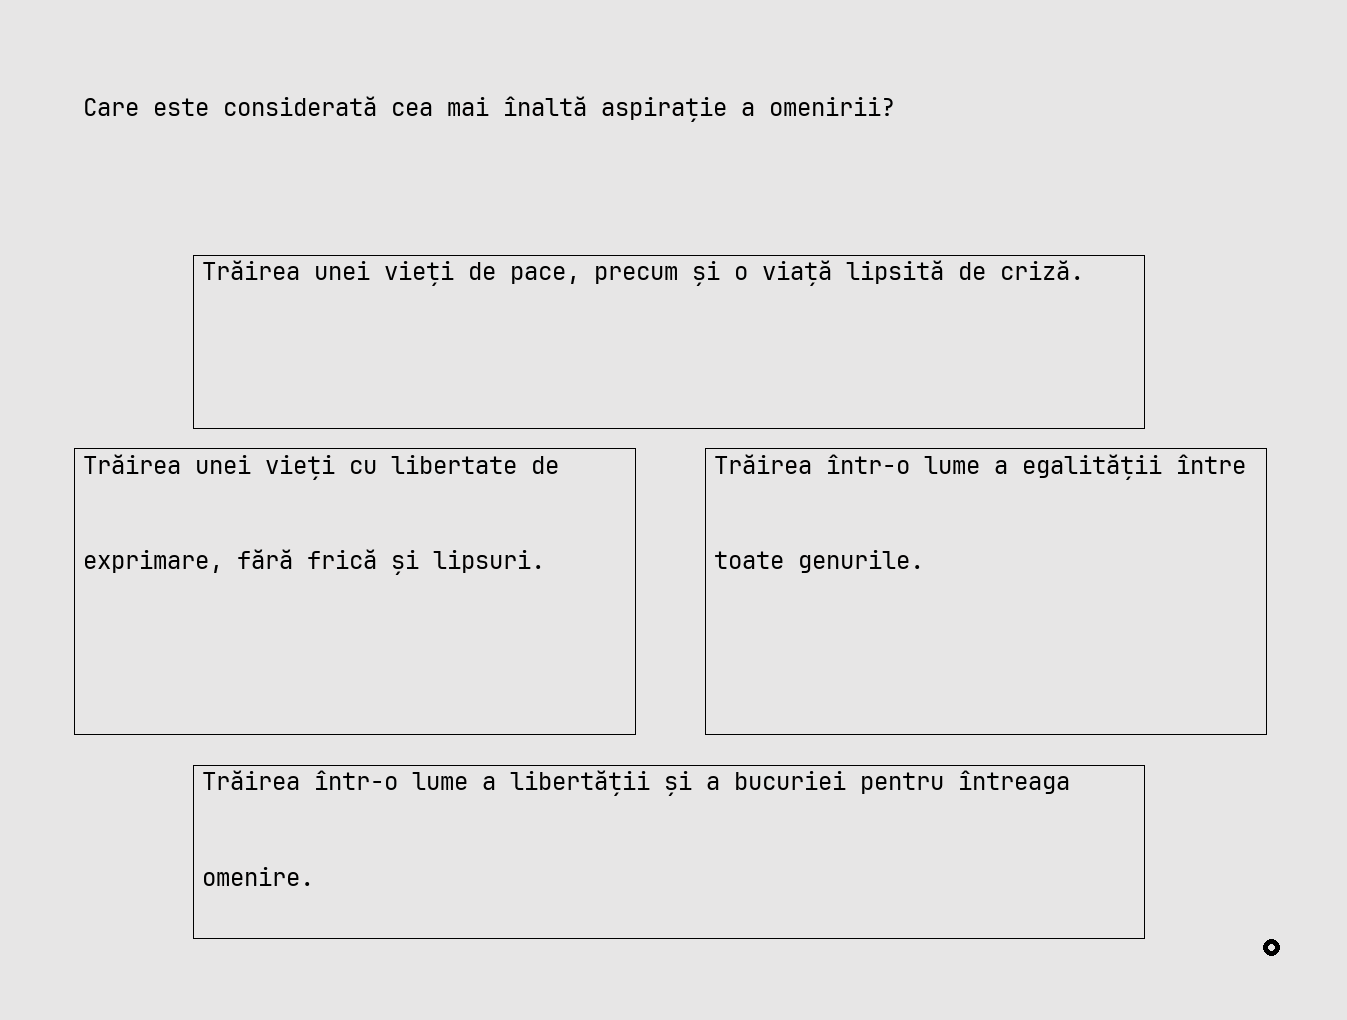 Care este considerată cea mai înaltă aspirație a omenirii?
Trăirea unei vieți de pace, precum și o viață lipsită de criză.
Trăirea unei vieți cu libertate de
exprimare, fără frică și lipsuri.
Trăirea într-o lume a egalității între
toate genurile.
Trăirea într-o lume a libertății și a bucuriei pentru întreaga
omenire.